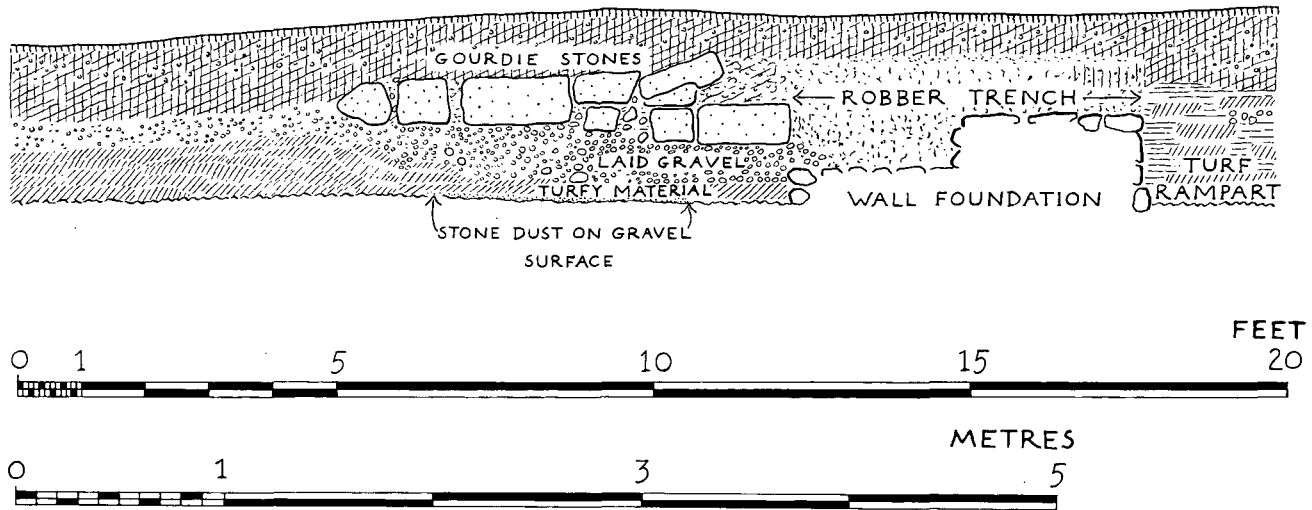 GOURDIE STONES
ROBBER TRENCH
LAID GRAVEL
TURFY MATERIAL
WALL FOUNDATION
TURF
RAMPART
STONE DUST ON GRAVEL
SURFACE
FEET
0 1 5 10 15 20
METRES
0 1 3 5